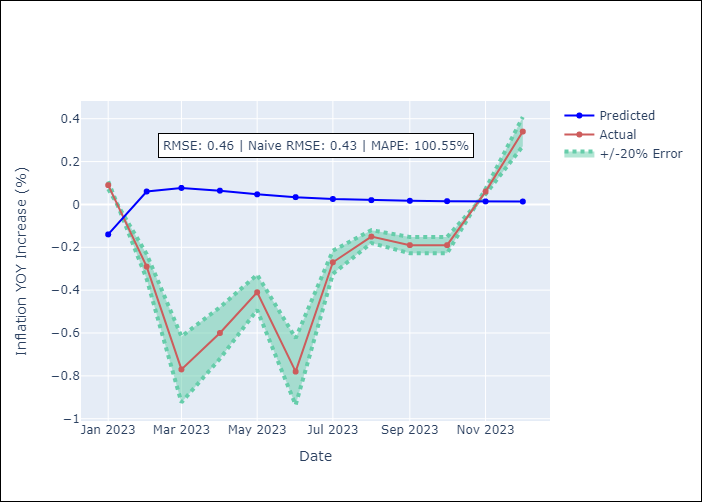 RMSE: 0.46 | Naive RMSE: 0.43 | MAPE: 100.55%
Predicted
Actual
+/-20% Error
Inflation YOY Increase (%)
0.4
0.2
0
−0.2
−0.4
−0.6
−0.8
−1
Jan 2023 Mar 2023 May 2023 Jul 2023 Sep 2023 Nov 2023
Date